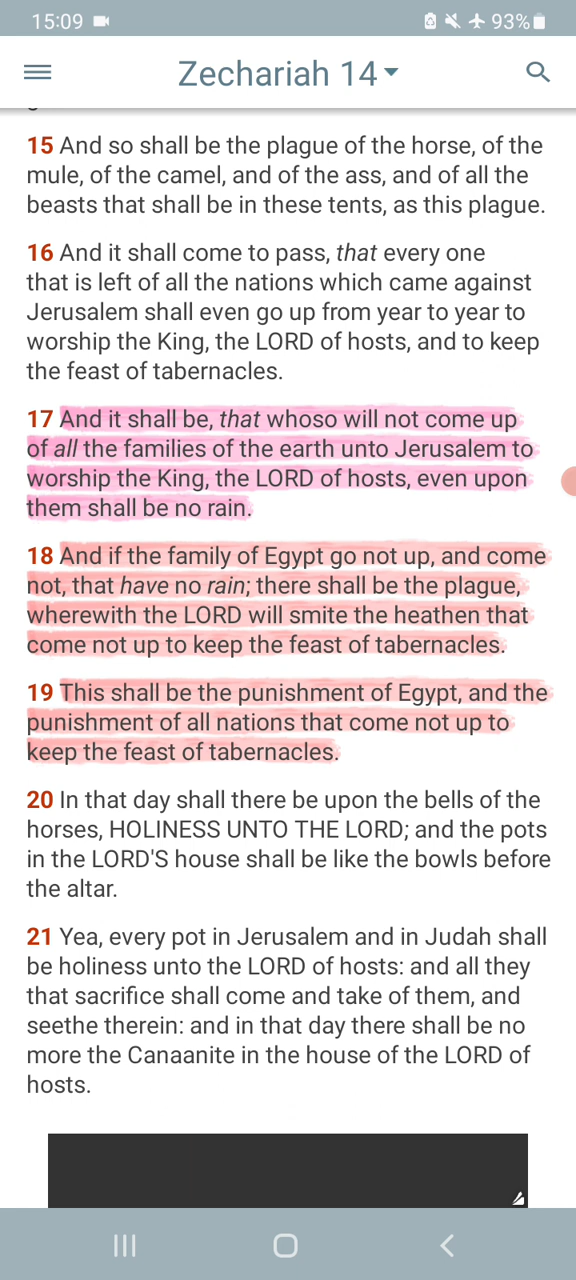 15:09
93%
Zechariah 14
15 And so shall be the plague of the horse, of the
mule, of the camel, and of the ass, and of all the
beasts that shall be in these tents, as this plague.
16 And it shall come to pass, that every one
that is left of all the nations which came against
Jerusalem shall even go up from year to year to
worship the King, the LORD of hosts, and to keep
the feast of tabernacles.
17 And it shall be, that whoso will not come up
of all the families of the earth unto Jerusalem to
worship the King, the LORD of hosts, even upon
them shall be no rain.
18 And if the family of Egypt go not up, and come
not, that have no rain; there shall be the plague,
wherewith the LORD will smite the heathen that
come not up to keep the feast of tabernacles.
19 This shall be the punishment of Egypt, and the
punishment of all nations that come not up to
keep the feast of tabernacles.
20 In that day shall there be upon the bells of the
horses, HOLINESS UNTO THE LORD; and the pots
in the LORD'S house shall be like the bowls before
the altar.
21 Yea, every pot in Jerusalem and in Judah shall
be holiness unto the LORD of hosts: and all they
that sacrifice shall come and take of them, and
seethe therein: and in that day there shall be no
more the Canaanite in the house of the LORD of
hosts.